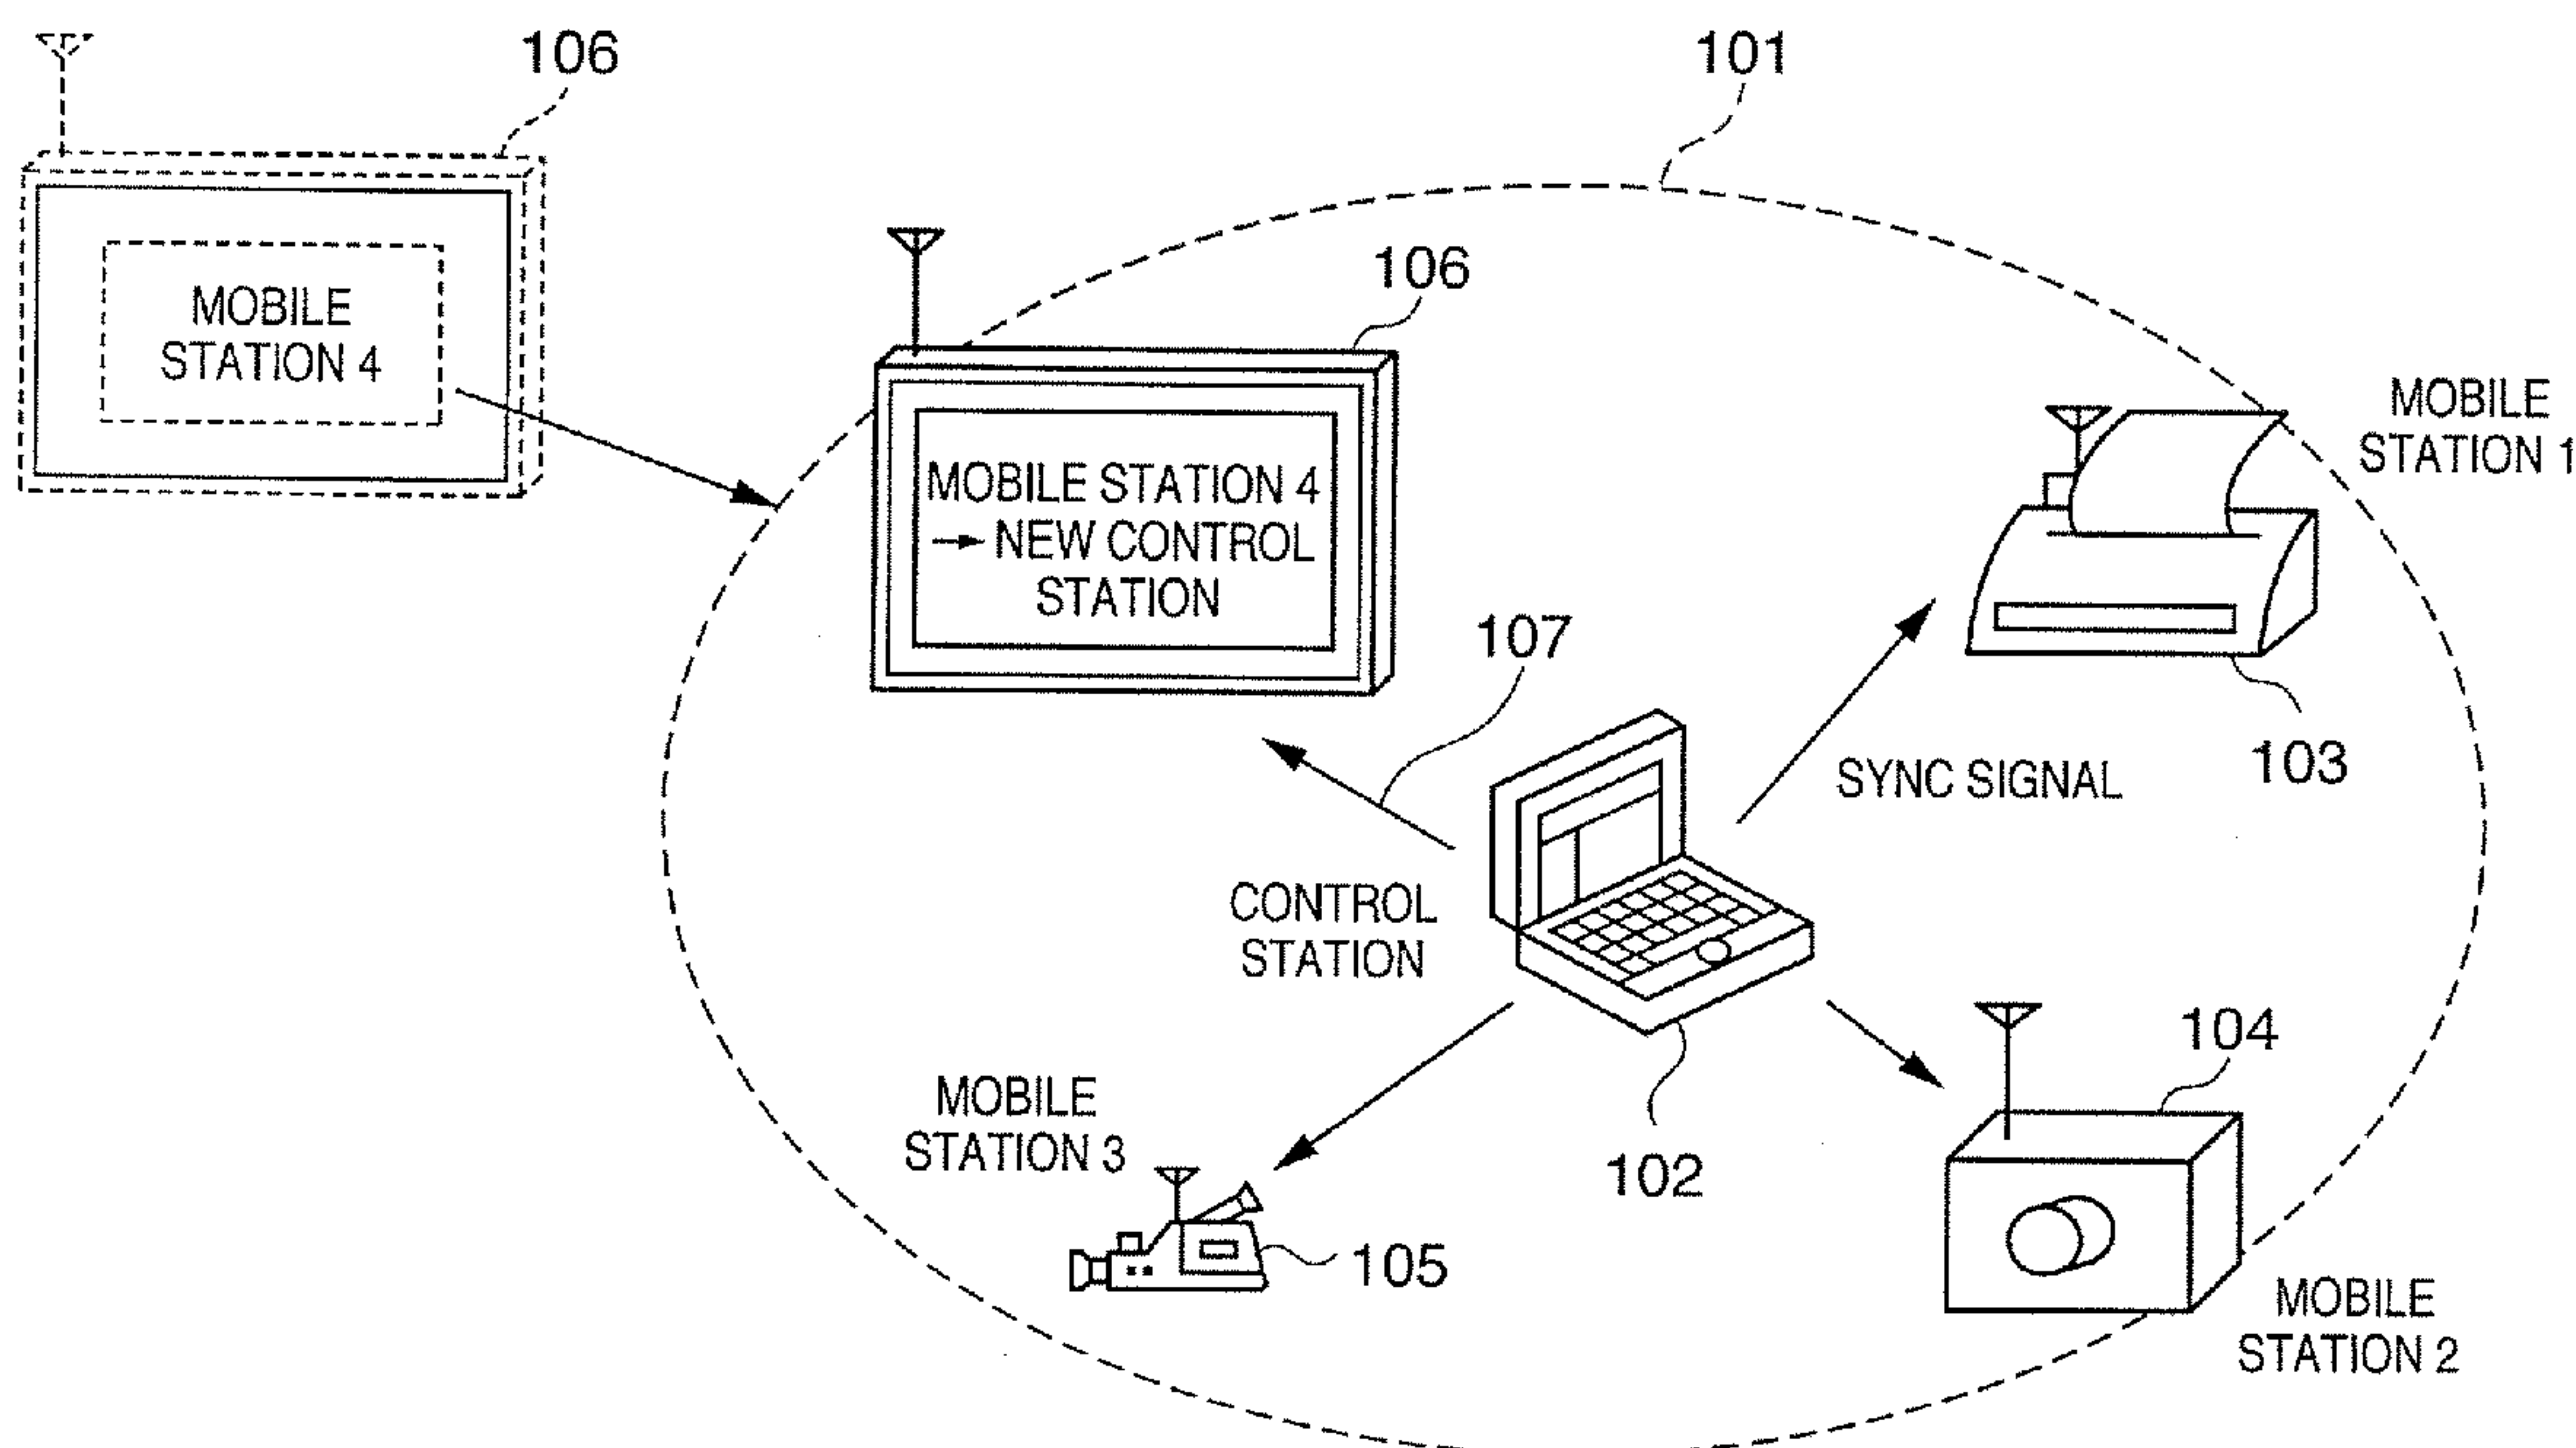 106
101
MOBILE
STATION 4
106
MOBILE STATION 4
→ NEW CONTROL
STATION
MOBILE
STATION 1
107
103
SYNC SIGNAL
CONTROL
STATION
102
104
MOBILE
STATION 3
105
MOBILE
STATION 2